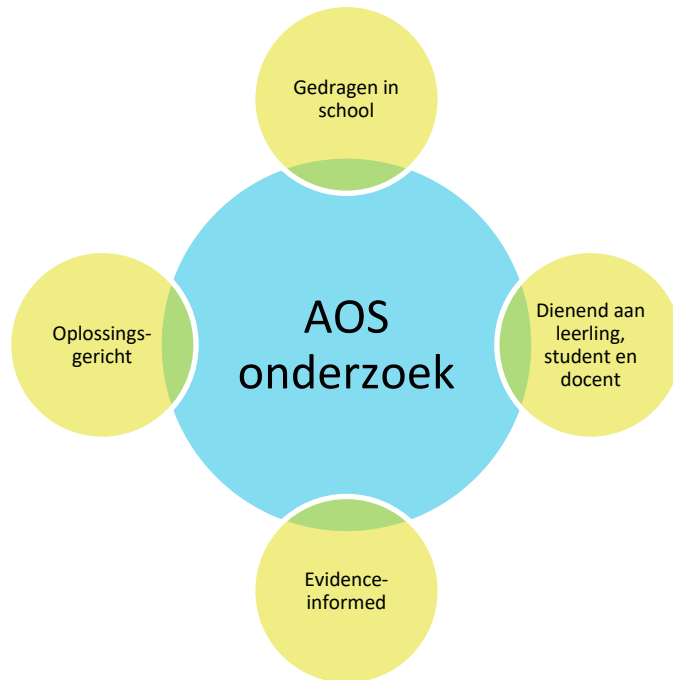 Gedragen in
school
Oplossings-
gericht
AOS
onderzoek
Dienend aan
leerling,
student en
docent
Evidence-
informed